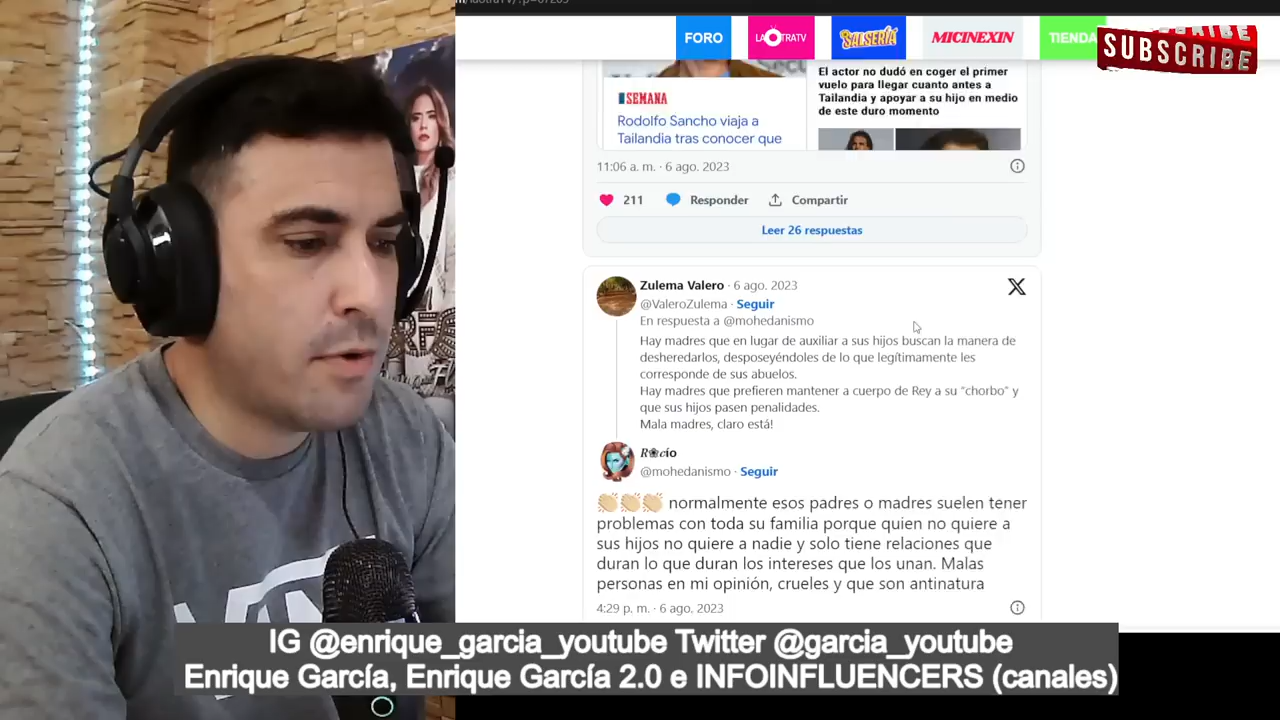 FORO
LAOTRATV
SALSERÍA
MICINEXIN
TIENDA
SUBSCRIBE
SEMANA
Rodolfo Sancho viaja a
Tailandia tras conocer que
El actor no dudó en coger el primer
vuelo para llegar cuanto antes a
Tailandia y apoyar a su hijo en medio
de este duro momento
11:06 a. m. · 6 ago. 2023
211 Responder Compartir
Leer 26 respuestas
Zulema Valero · 6 ago. 2023
@ValeroZulema · Seguir
En respuesta a @mohedanismo
Hay madres que en lugar de auxiliar a sus hijos buscan la manera de
desheredarlos, desposeyéndoles de lo que legítimamente les
corresponde de sus abuelos.
Hay madres que prefieren mantener a cuerpo de Rey a su "chorbo" y
que sus hijos pasen penalidades.
Mala madres, claro está!
R❀cío
@mohedanismo · Seguir
👏🏼👏🏼👏🏼 normalmente esos padres o madres suelen tener
problemas con toda su familia porque quien no quiere a
sus hijos no quiere a nadie y solo tiene relaciones que
duran lo que duran los intereses que los unan. Malas
personas en mi opinión, crueles y que son antinatura
4:29 p. m. · 6 ago. 2023
IG @enrique_garcia_youtube Twitter @garcia_youtube
Enrique García, Enrique García 2.0 e INFOINFLUENCERS (canales)